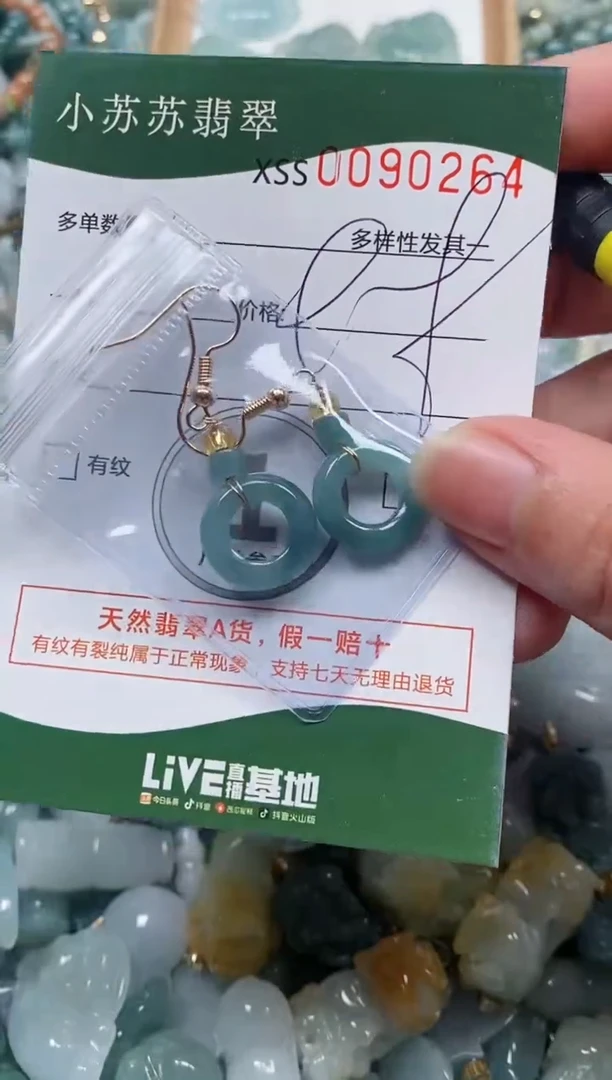 小苏苏翡翠
XSS 0090264
多单数
多样性发其一
价格:
有纹
天然翡翠A货，假一赔十
有纹有裂纯属于正常现象 支持七天无理由退货
LiVE直播基地
今日头条 抖音 西瓜视频 抖音火山版